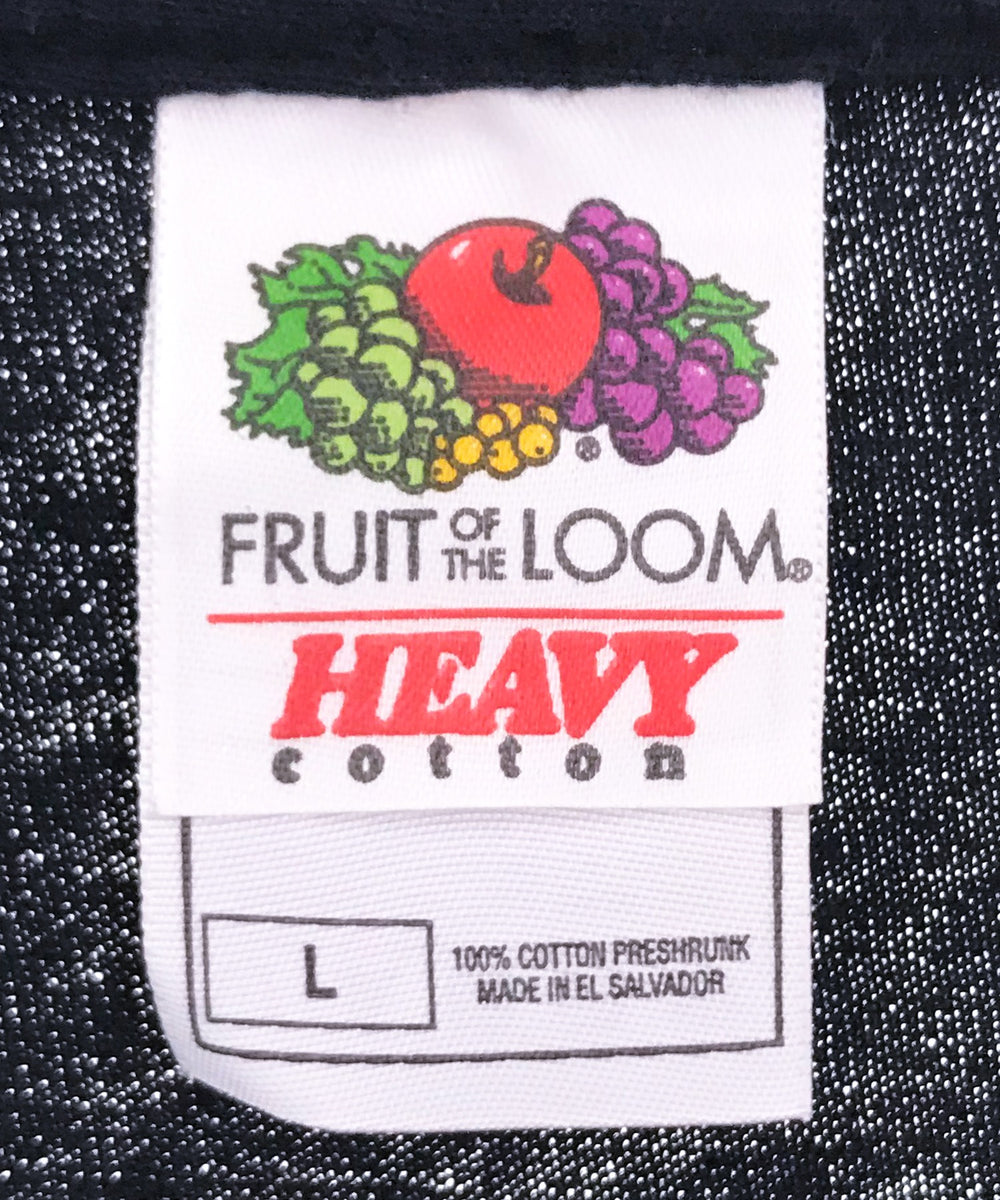 ®
FRUIT OF THE LOOM®
HEAVY
cotton
L
100% COTTON PRESHRUNK
MADE IN EL SALVADOR